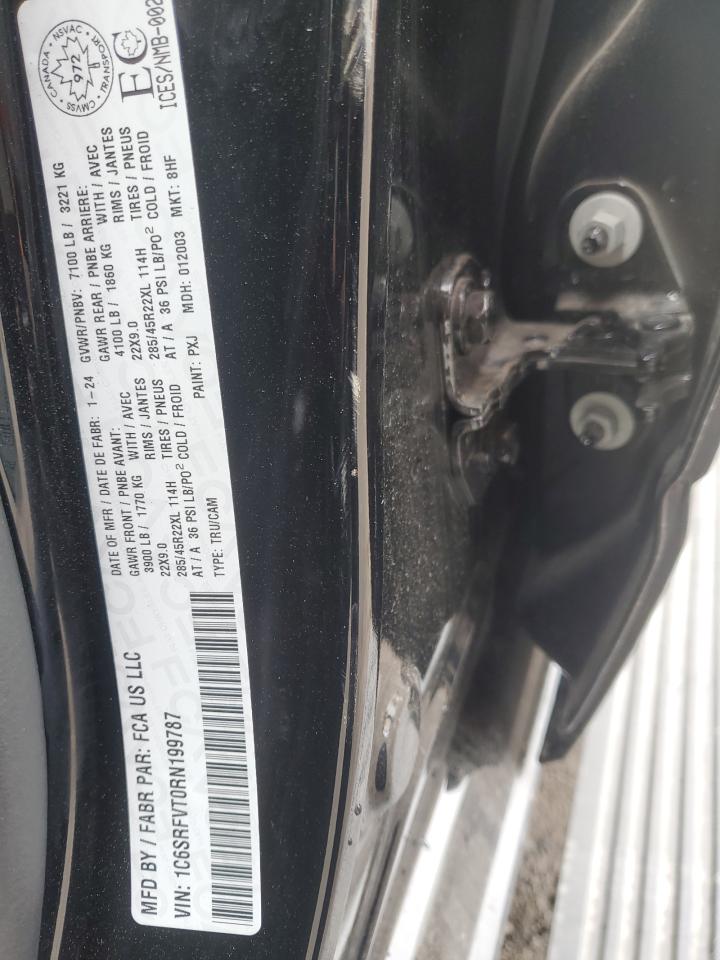 MFD BY / FABR PAR: FCA US LLC
DATE OF MFR / DATE DE FABR: 1-24 GVWR/PNBV: 7100 LB / 3221 KG
GAWR FRONT / PNBE AVANT: GAWR REAR / PNBE ARRIERE:
3900 LB / 1770 KG WITH / AVEC 4100 LB / 1860 KG WITH / AVEC
22X9.0 RIMS / JANTES 22X9.0 RIMS / JANTES
285/45R22XL 114H TIRES / PNEUS 285/45R22XL 114H TIRES / PNEUS
AT / A 36 PSI LB/PO² COLD / FROID AT / A 36 PSI LB/PO² COLD / FROID
VIN: 1C6SRFVT0RN199787
TYPE: TRU/CAM PAINT: PXJ MDH: 012003 MKT: 8HF
CANADA · NSVAC · TRANSPORT · CMVSS
972
EC
ICES/NMB-002